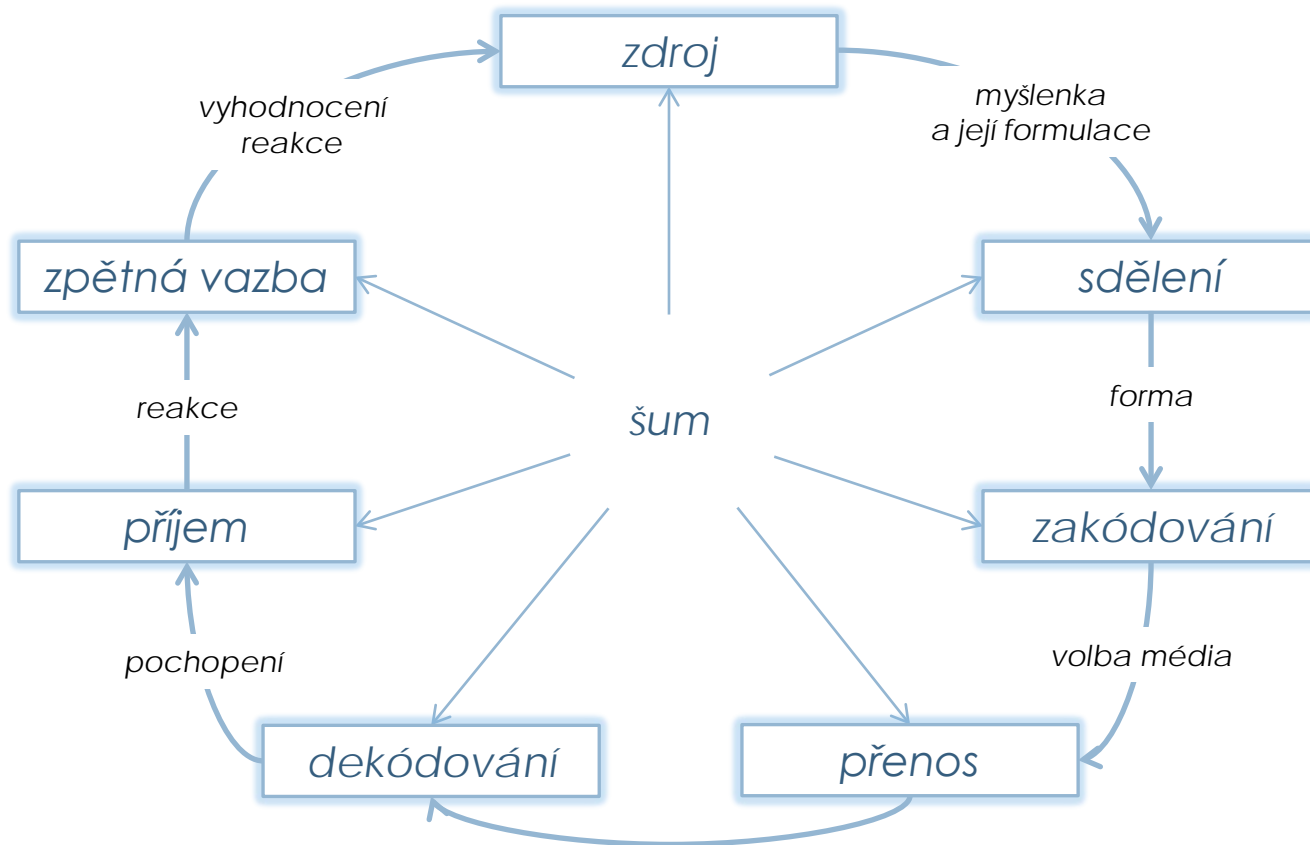 zdroj
myšlenka
a její formulace
vyhodnocení
reakce
zpětná vazba
sdělení
reakce
šum
forma
příjem
zakódování
pochopení
volba média
dekódování
přenos